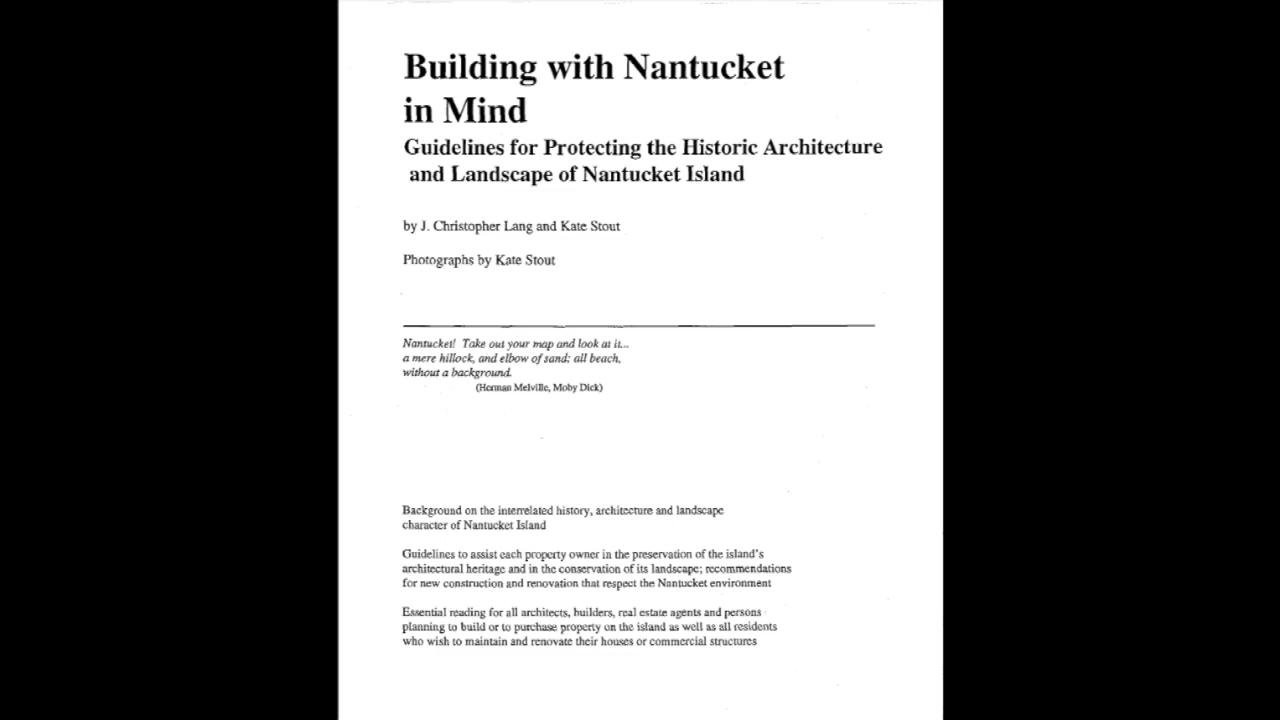 Building with Nantucket
in Mind
Guidelines for Protecting the Historic Architecture
and Landscape of Nantucket Island
by J. Christopher Lang and Kate Stout
Photographs by Kate Stout
Nantucket! Take out your map and look at it...
a mere hillock, and elbow of sand; all beach,
without a background.
(Herman Melville, Moby Dick)
Background on the interrelated history, architecture and landscape
character of Nantucket Island
Guidelines to assist each property owner in the preservation of the island's
architectural heritage and in the conservation of its landscape; recommendations
for new construction and renovation that respect the Nantucket environment
Essential reading for all architects, builders, real estate agents and persons
planning to build or to purchase property on the island as well as all residents
who wish to maintain and renovate their houses or commercial structures